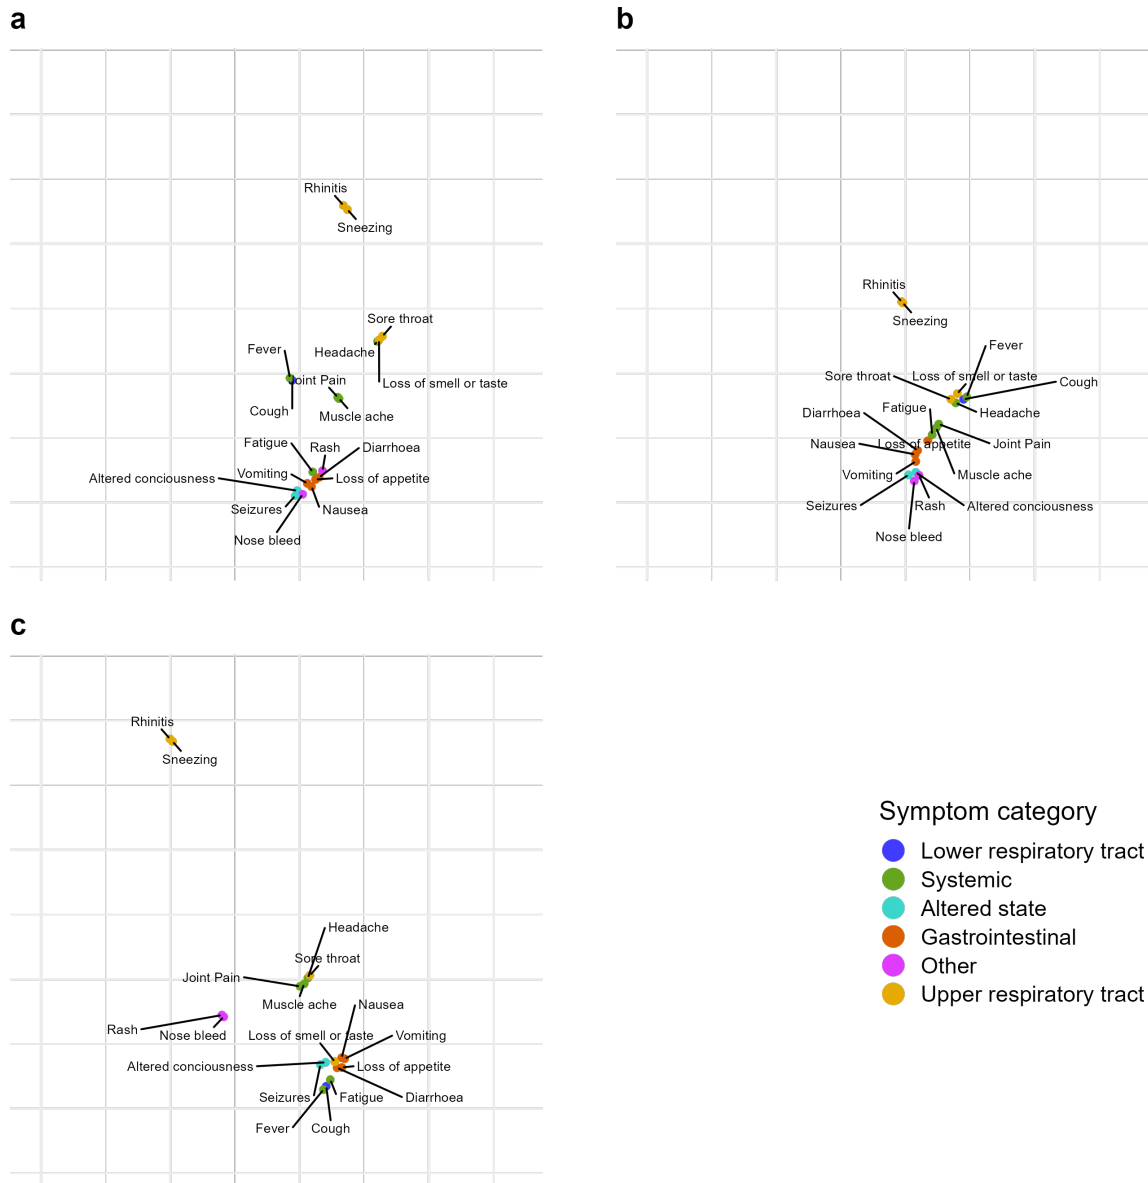 a
Rhinitis
Sneezing
Sore throat
Fever
Headache
Joint Pain
Loss of smell or taste
Cough
Muscle ache
Fatigue
Rash
Diarrhoea
Vomiting
Altered conciousness
Loss of appetite
Seizures
Nausea
Nose bleed
b
Rhinitis
Sneezing
Fever
Sore throat
Loss of smell or taste
Cough
Fatigue
Diarrhoea
Headache
Nausea
Loss of appetite
Joint Pain
Vomiting
Muscle ache
Seizures
Rash
Altered conciousness
Nose bleed
c
Rhinitis
Sneezing
Headache
Sore throat
Joint Pain
Muscle ache
Nausea
Rash
Nose bleed
Loss of smell or taste
Vomiting
Altered conciousness
Loss of appetite
Seizures
Fatigue
Diarrhoea
Fever
Cough
Symptom category
Lower respiratory tract
Systemic
Altered state
Gastrointestinal
Other
Upper respiratory tract